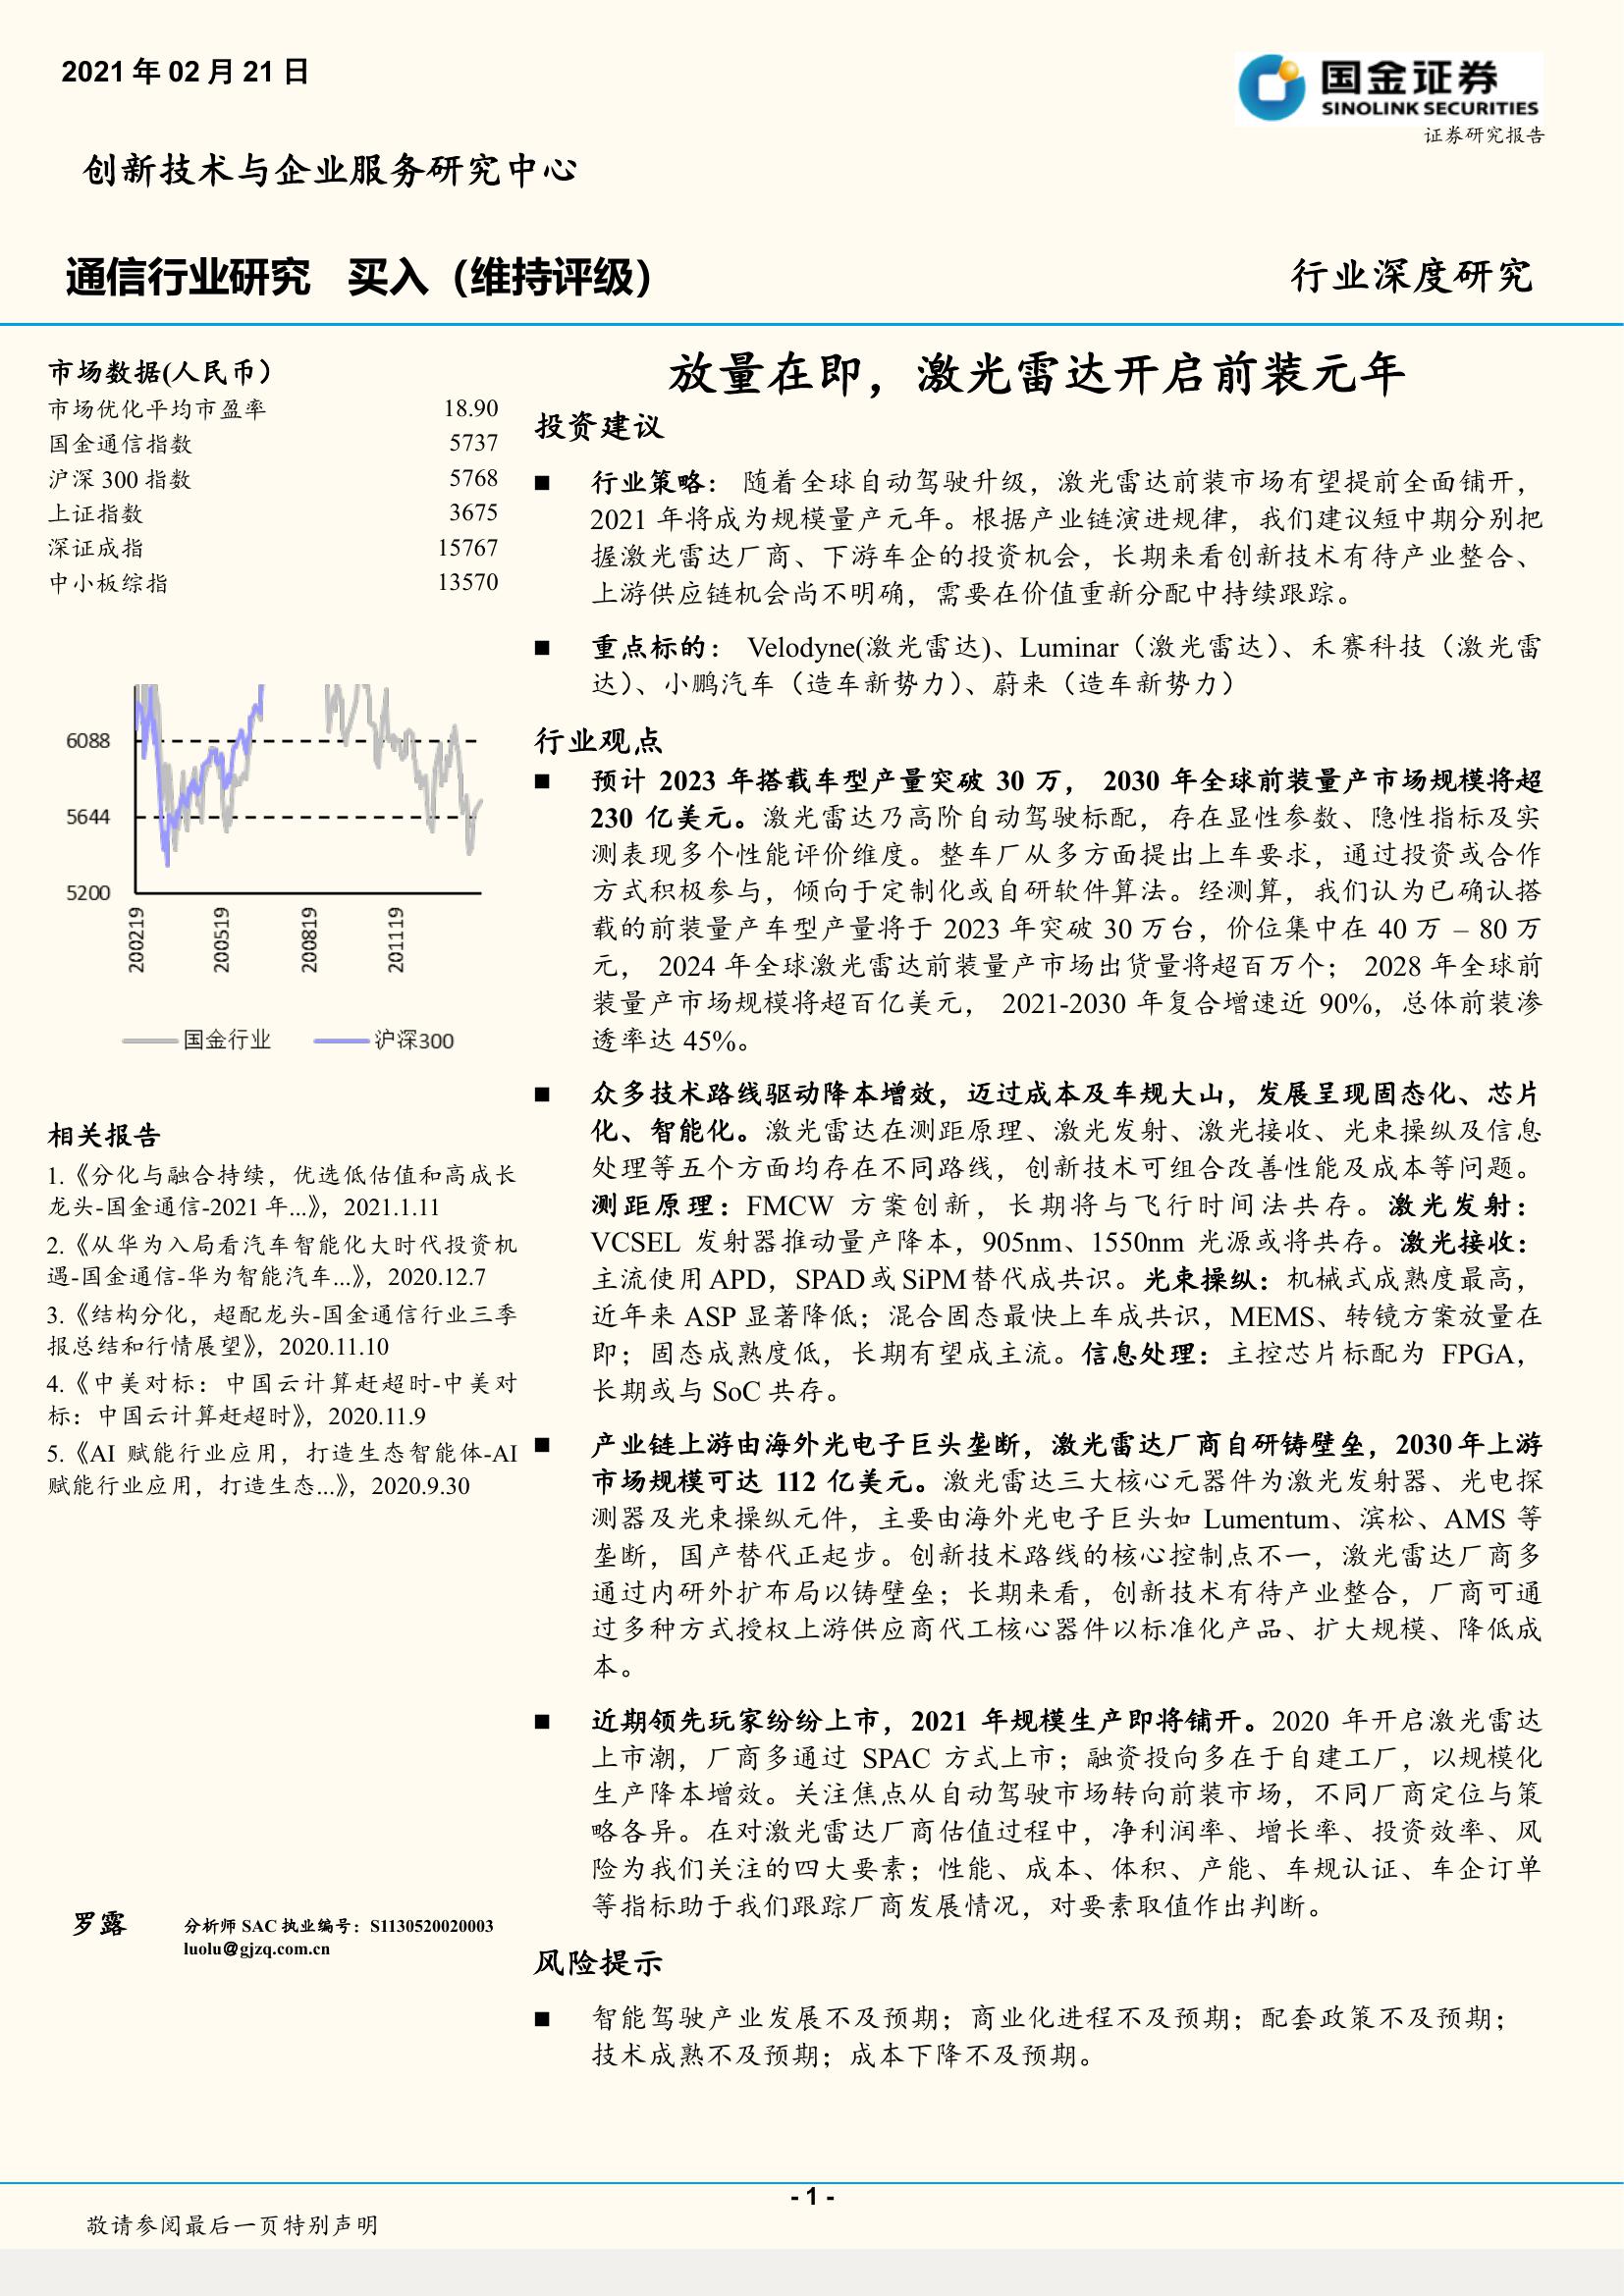 2021 年 02 月 21 日
国金证券
SINOLINK SECURITIES
证券研究报告
创新技术与企业服务研究中心
通信行业研究 买入（维持评级）
行业深度研究
市场数据(人民币）
市场优化平均市盈率 18.90
国金通信指数 5737
沪深 300 指数 5768
上证指数 3675
深证成指 15767
中小板综指 13570
6088
5644
5200
200219
200519
200819
201119
国金行业 沪深300
相关报告
1.《分化与融合持续，优选低估值和高成长
龙头-国金通信-2021 年...》，2021.1.11
2.《从华为入局看汽车智能化大时代投资机
遇-国金通信-华为智能汽车...》，2020.12.7
3.《结构分化，超配龙头-国金通信行业三季
报总结和行情展望》，2020.11.10
4.《中美对标：中国云计算赶超时-中美对
标：中国云计算赶超时》，2020.11.9
5.《AI 赋能行业应用，打造生态智能体-AI
赋能行业应用，打造生态...》，2020.9.30
罗露 分析师 SAC 执业编号：S1130520020003
luolu@gjzq.com.cn
放量在即，激光雷达开启前装元年
投资建议
■ 行业策略： 随着全球自动驾驶升级，激光雷达前装市场有望提前全面铺开，
2021 年将成为规模量产元年。根据产业链演进规律，我们建议短中期分别把
握激光雷达厂商、下游车企的投资机会，长期来看创新技术有待产业整合、
上游供应链机会尚不明确，需要在价值重新分配中持续跟踪。
■ 重点标的： Velodyne(激光雷达)、Luminar（激光雷达）、禾赛科技（激光雷
达）、小鹏汽车（造车新势力）、蔚来（造车新势力）
行业观点
■ 预计 2023 年搭载车型产量突破 30 万， 2030 年全球前装量产市场规模将超
230 亿美元。激光雷达乃高阶自动驾驶标配，存在显性参数、隐性指标及实
测表现多个性能评价维度。整车厂从多方面提出上车要求，通过投资或合作
方式积极参与，倾向于定制化或自研软件算法。经测算，我们认为已确认搭
载的前装量产车型产量将于 2023 年突破 30 万台，价位集中在 40 万 – 80 万
元， 2024 年全球激光雷达前装量产市场出货量将超百万个； 2028 年全球前
装量产市场规模将超百亿美元， 2021-2030 年复合增速近 90%，总体前装渗
透率达 45%。
■ 众多技术路线驱动降本增效，迈过成本及车规大山，发展呈现固态化、芯片
化、智能化。激光雷达在测距原理、激光发射、激光接收、光束操纵及信息
处理等五个方面均存在不同路线，创新技术可组合改善性能及成本等问题。
测距原理：FMCW 方案创新，长期将与飞行时间法共存。激光发射：
VCSEL 发射器推动量产降本，905nm、1550nm 光源或将共存。激光接收：
主流使用 APD，SPAD 或 SiPM 替代成共识。光束操纵：机械式成熟度最高，
近年来 ASP 显著降低；混合固态最快上车成共识，MEMS、转镜方案放量在
即；固态成熟度低，长期有望成主流。信息处理：主控芯片标配为 FPGA，
长期或与 SoC 共存。
■ 产业链上游由海外光电子巨头垄断，激光雷达厂商自研铸壁垒，2030 年上游
市场规模可达 112 亿美元。激光雷达三大核心元器件为激光发射器、光电探
测器及光束操纵元件，主要由海外光电子巨头如 Lumentum、滨松、AMS 等
垄断，国产替代正起步。创新技术路线的核心控制点不一，激光雷达厂商多
通过内研外扩布局以铸壁垒；长期来看，创新技术有待产业整合，厂商可通
过多种方式授权上游供应商代工核心器件以标准化产品、扩大规模、降低成
本。
■ 近期领先玩家纷纷上市，2021 年规模生产即将铺开。2020 年开启激光雷达
上市潮，厂商多通过 SPAC 方式上市；融资投向多在于自建工厂，以规模化
生产降本增效。关注焦点从自动驾驶市场转向前装市场，不同厂商定位与策
略各异。在对激光雷达厂商估值过程中，净利润率、增长率、投资效率、风
险为我们关注的四大要素；性能、成本、体积、产能、车规认证、车企订单
等指标助于我们跟踪厂商发展情况，对要素取值作出判断。
风险提示
■ 智能驾驶产业发展不及预期；商业化进程不及预期；配套政策不及预期；
技术成熟不及预期；成本下降不及预期。
- 1 -
敬请参阅最后一页特别声明